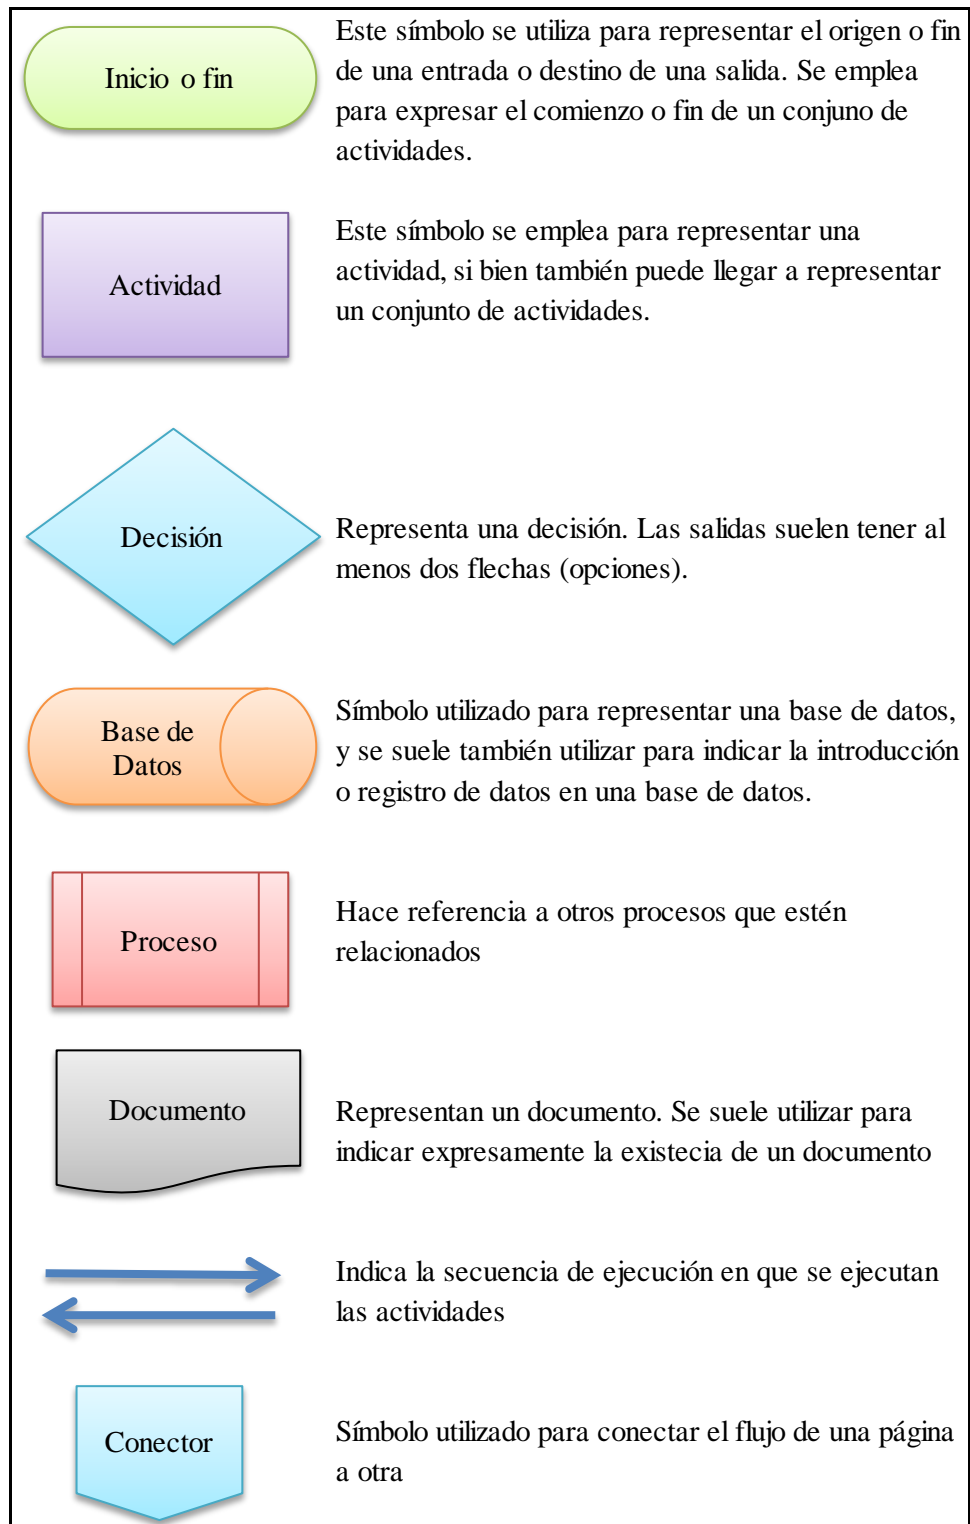 Inicio o fin
Este símbolo se utiliza para representar el origen o fin
de una entrada o destino de una salida. Se emplea
para expresar el comienzo o fin de un conjuno de
actividades.
Actividad
Este símbolo se emplea para representar una
actividad, si bien también puede llegar a representar
un conjunto de actividades.
Decisión
Representa una decisión. Las salidas suelen tener al
menos dos flechas (opciones).
Base de
Datos
Símbolo utilizado para representar una base de datos,
y se suele también utilizar para indicar la introducción
o registro de datos en una base de datos.
Proceso
Hace referencia a otros procesos que estén
relacionados
Documento
Representan un documento. Se suele utilizar para
indicar expresamente la existecia de un documento
Indica la secuencia de ejecución en que se ejecutan
las actividades
Conector
Símbolo utilizado para conectar el flujo de una página
a otra